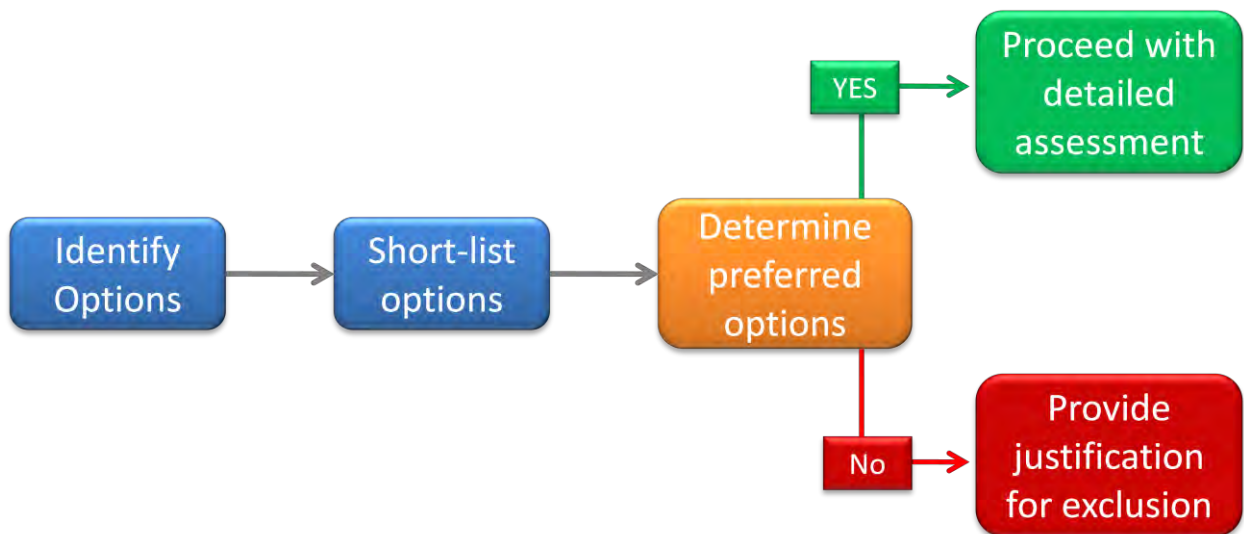 Identify
Options
Short-list
options
Determine
preferred
options
YES
Proceed with
detailed
assessment
No
Provide
justification
for exclusion